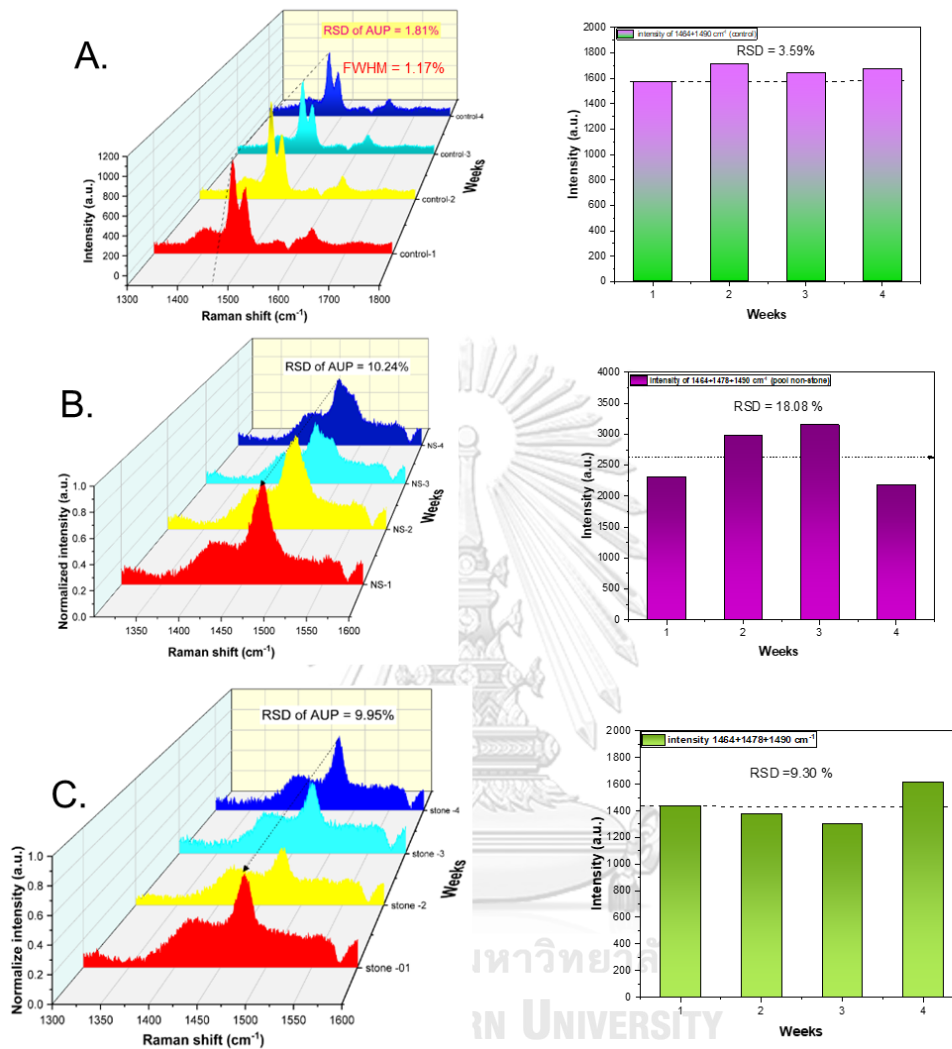 A.
RSD of AUP = 1.81%
FWHM = 1.17%
control-4
control-3
control-2
control-1
Weeks
1200
1000
800
600
400
200
0
Intensity (a.u.)
1300 1400 1500 1600 1700 1800
Raman shift (cm-1)
intensity of 1464+1490 cm-1 (control)
RSD = 3.59%
2000
1800
1600
1400
1200
1000
800
600
400
200
0
Intensity (a.u.)
1 2 3 4
Weeks
B.
RSD of AUP = 10.24%
NS-4
NS-3
NS-2
NS-1
Weeks
1.0
0.8
0.6
0.4
0.2
0.0
Normalized intensity (a.u.)
1350 1400 1450 1500 1550 1600
Raman shift (cm-1)
Intensity of 1464+1478+1490 cm-1 (pool non-stone)
RSD = 18.08 %
4000
3500
3000
2500
2000
1500
1000
500
0
Intensity (a.u.)
1 2 3 4
Weeks
C.
RSD of AUP = 9.95%
stone -4
stone -3
stone -2
stone -01
Weeks
1.0
0.8
0.6
0.4
0.2
0.0
Normalize intensity (a.u.)
1300 1350 1400 1450 1500 1550 1600
Raman shift (cm-1)
intensity 1464+1478+1490 cm-1
RSD =9.30 %
2000
1800
1600
1400
1200
1000
800
600
400
200
0
Intensity (a.u.)
1 2 3 4
Weeks
UNIVERSITY